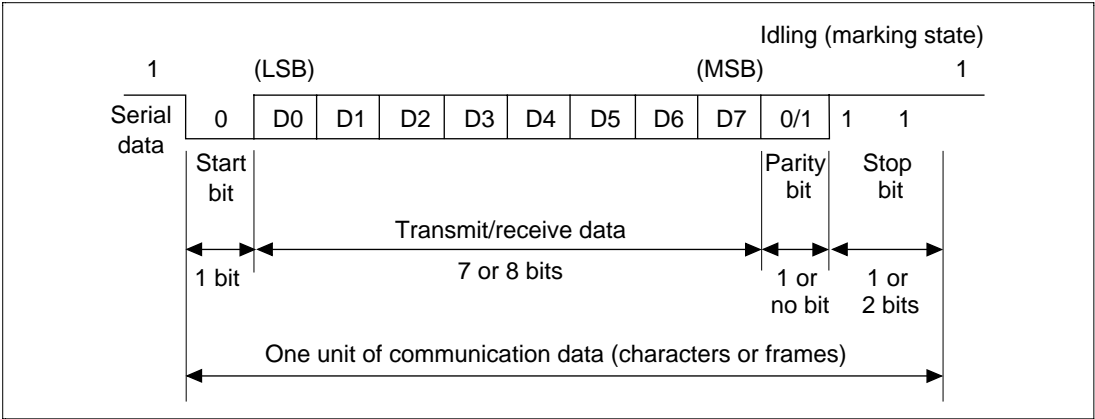 Idling (marking state)
1 (LSB) (MSB) 1
Serial data
0 D0 D1 D2 D3 D4 D5 D6 D7 0/1 1 1
Start bit
Parity bit
Stop bit
Transmit/receive data
1 bit
7 or 8 bits
1 or no bit
1 or 2 bits
One unit of communication data (characters or frames)